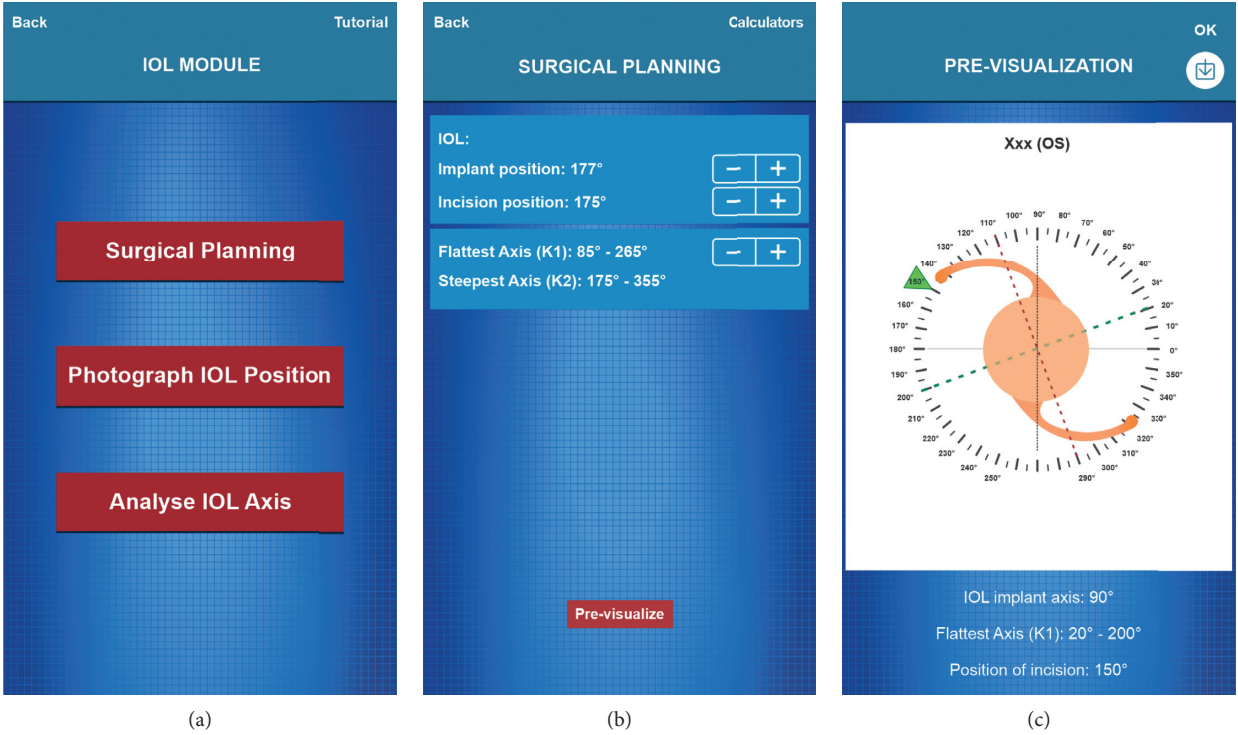 Back
Tutorial
IOL MODULE
Surgical Planning
Photograph IOL Position
Analyse IOL Axis
(a)
Back
Calculators
SURGICAL PLANNING
IOL:
Implant position: 177°
− +
Incision position: 175°
− +
Flattest Axis (K1): 85° - 265°
− +
Steepest Axis (K2): 175° - 355°
Pre-visualize
(b)
OK
PRE-VISUALIZATION
Xxx (OS)
90°
100°
80°
110°
70°
120°
60°
130°
50°
140°
40°
150°
30°
160°
20°
170°
10°
180°
0°
190°
350°
200°
340°
210°
330°
220°
320°
230°
310°
240°
300°
250°
290°
IOL implant axis: 90°
Flattest Axis (K1): 20° - 200°
Position of incision: 150°
(c)